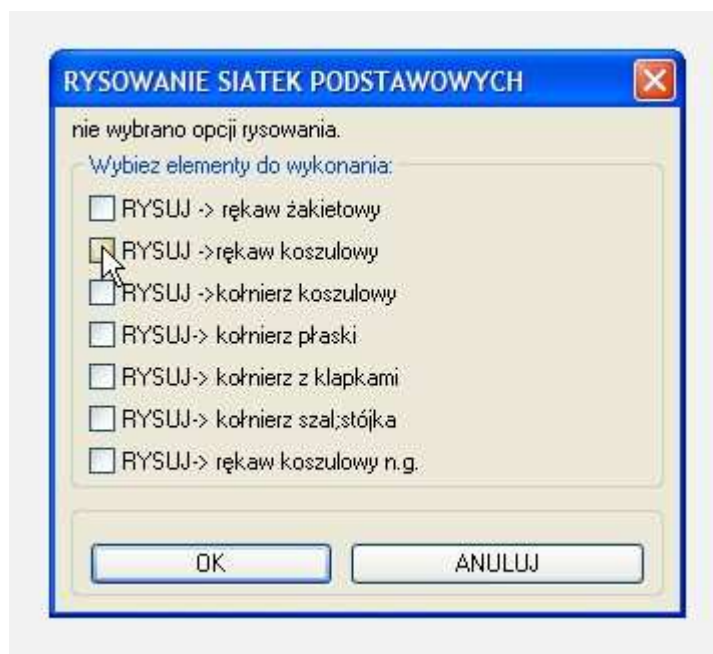 RYSOWANIE SIATEK PODSTAWOWYCH
nie wybrano opcji rysowania.
Wybiez elementy do wykonania:
RYSUJ -> rękaw żakietowy
RYSUJ ->rękaw koszulowy
RYSUJ ->kołnierz koszulowy
RYSUJ-> kołnierz płaski
RYSUJ-> kołnierz z klapkami
RYSUJ-> kołnierz szal;stójka
RYSUJ-> rękaw koszulowy n.g.
OK
ANULUJ